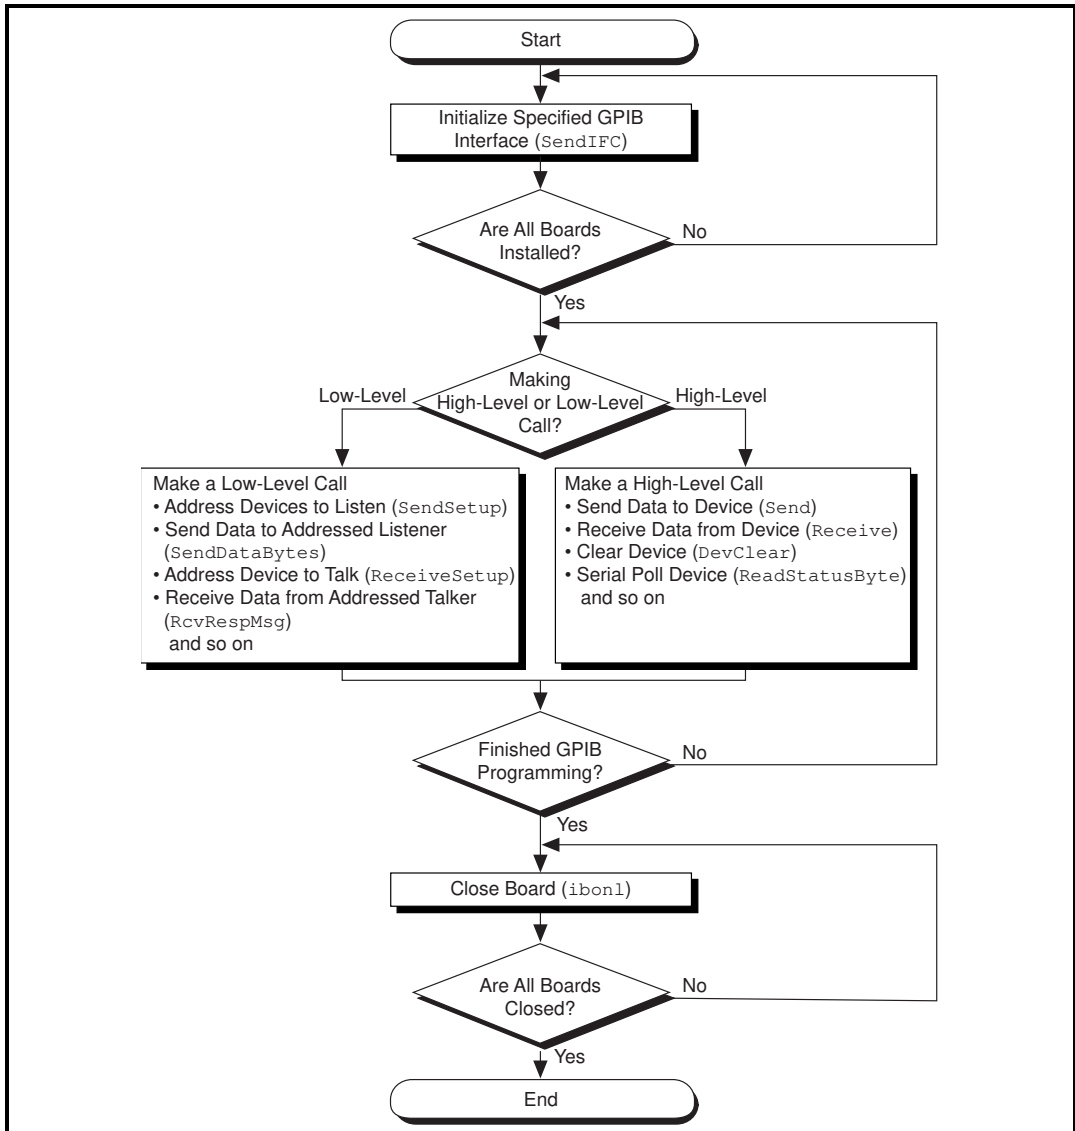 Start
Initialize Specified GPIB
Interface (SendIFC)
Are All Boards
Installed?
No
Yes
Making
High-Level or Low-Level
Call?
Low-Level
High-Level
Make a Low-Level Call
• Address Devices to Listen (SendSetup)
• Send Data to Addressed Listener
(SendDataBytes)
• Address Device to Talk (ReceiveSetup)
• Receive Data from Addressed Talker
(RcvRespMsg)
and so on
Make a High-Level Call
• Send Data to Device (Send)
• Receive Data from Device (Receive)
• Clear Device (DevClear)
• Serial Poll Device (ReadStatusByte)
and so on
Finished GPIB
Programming?
No
Yes
Close Board (ibonl)
Are All Boards
Closed?
No
Yes
End